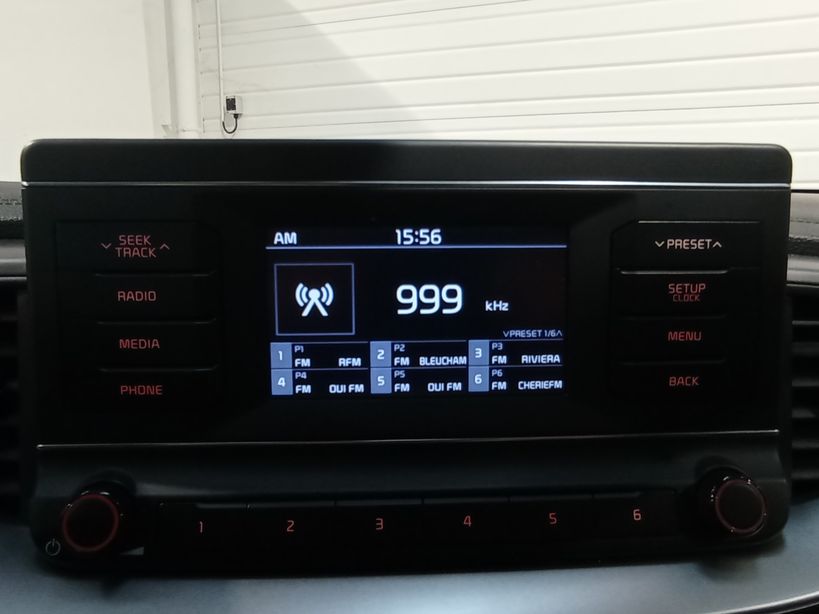 AM 15:56
999 kHz
∨PRESET 1/6∧
1 P1 FM RFM
2 P2 FM BLEUCHAM
3 P3 FM RIVIERA
4 P4 FM OUI FM
5 P5 FM OUI FM
6 P6 FM CHERIEFM
SEEK
TRACK
RADIO
MEDIA
PHONE
PRESET
SETUP
CLOCK
MENU
BACK
1 2 3 4 5 6